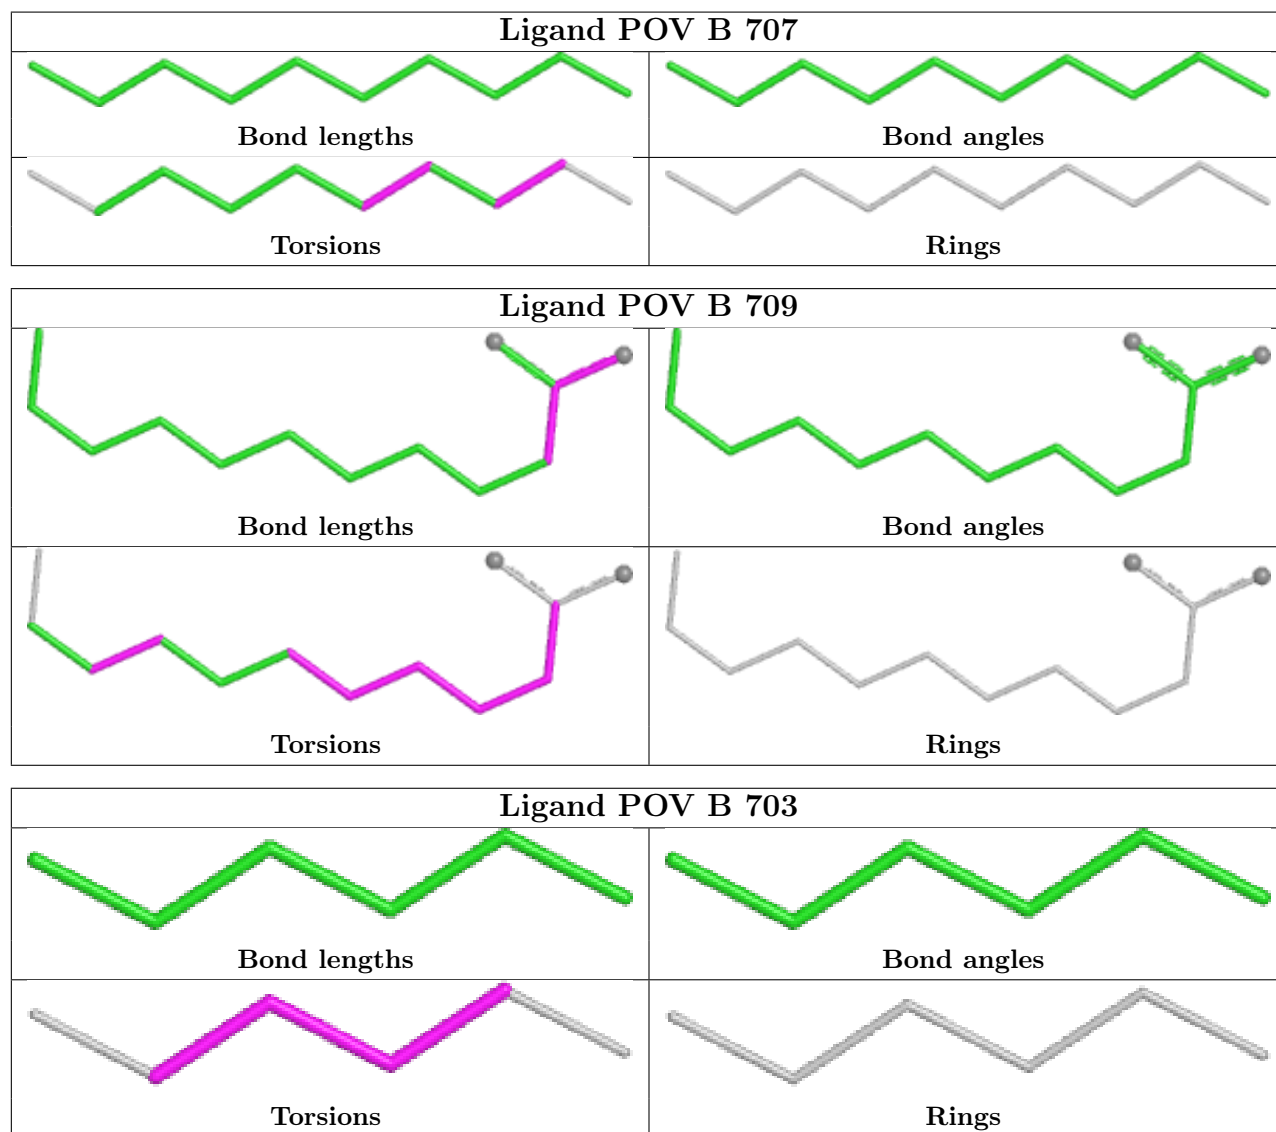 Ligand POV B 707
Bond lengths
Bond angles
Torsions
Rings
Ligand POV B 709
Bond lengths
Bond angles
Torsions
Rings
Ligand POV B 703
Bond lengths
Bond angles
Torsions
Rings